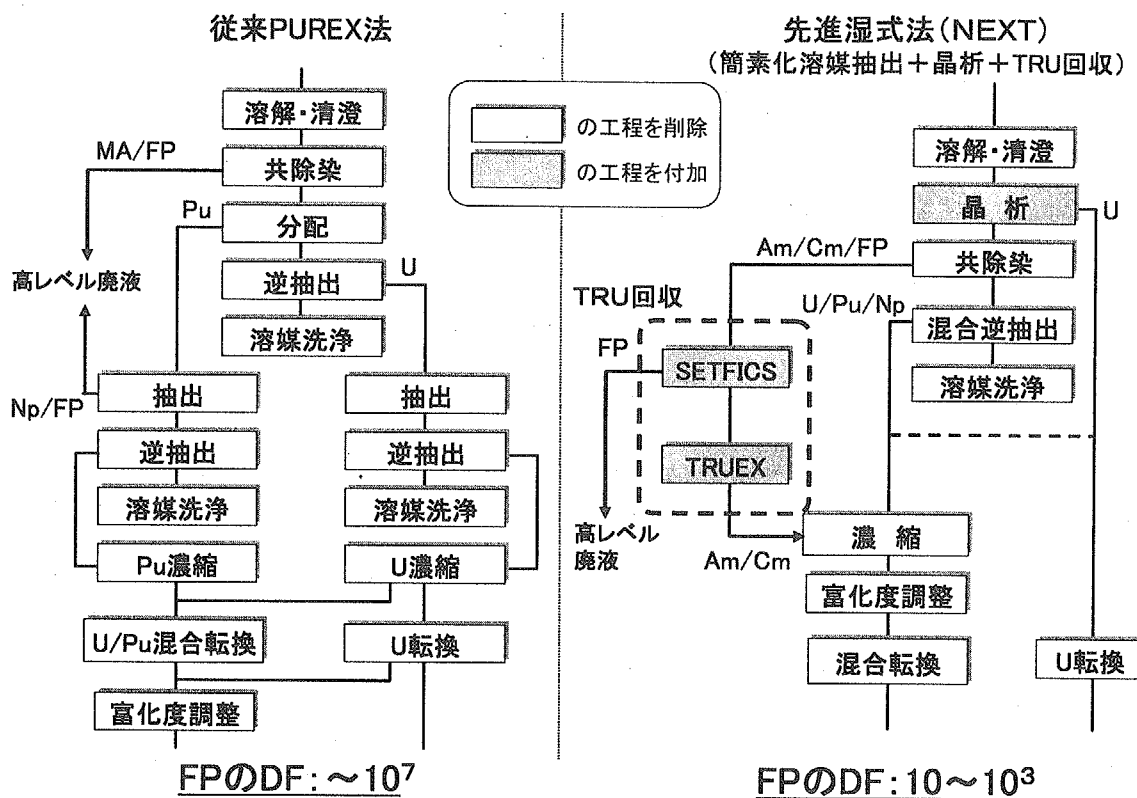 従来PUREX法
溶解・清澄
MA/FP
共除染
Pu
分配
高レベル廃液
逆抽出
U
溶媒洗浄
Np/FP
抽出
抽出
逆抽出
逆抽出
溶媒洗浄
溶媒洗浄
Pu濃縮
U濃縮
U/Pu混合転換
U転換
富化度調整
FPのDF:~10⁷
の工程を削除
の工程を付加
先進湿式法(NEXT)
(簡素化溶媒抽出+晶析+TRU回収)
溶解・清澄
晶 析
U
Am/Cm/FP
共除染
TRU回収
U/Pu/Np
混合逆抽出
FP
SETFICS
溶媒洗浄
TRUEX
高レベル
廃液
Am/Cm
濃 縮
富化度調整
混合転換
U転換
FPのDF:10~10³